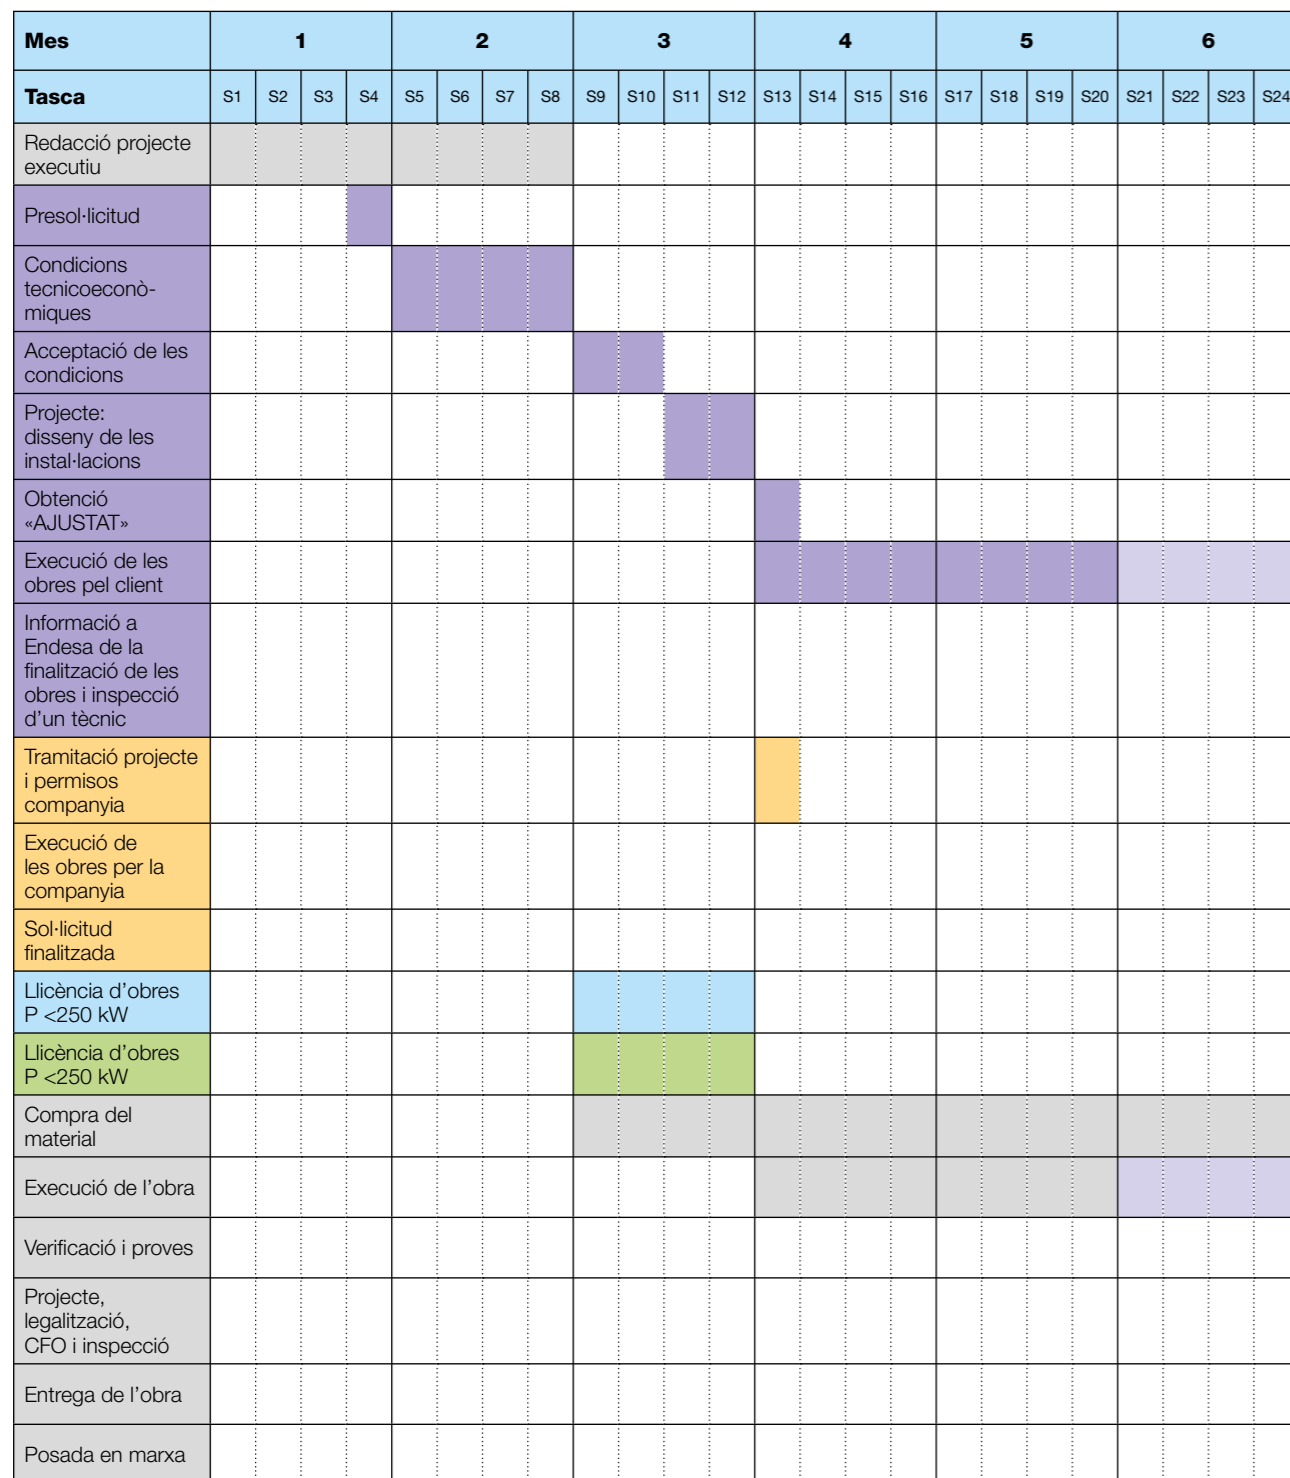 Mes 1 2 3 4 5 6
Tasca S1 S2 S3 S4 S5 S6 S7 S8 S9 S10 S11 S12 S13 S14 S15 S16 S17 S18 S19 S20 S21 S22 S23 S24
Redacció projecte
executiu
Presol·licitud
Condicions
tecnicoeconò-
miques
Acceptació de les
condicions
Projecte:
disseny de les
instal·lacions
Obtenció
«AJUSTAT»
Execució de les
obres pel client
Informació a
Endesa de la
finalització de les
obres i inspecció
d’un tècnic
Tramitació projecte
i permisos
companyia
Execució de
les obres per la
companyia
Sol·licitud
finalitzada
Llicència d’obres
P <250 kW
Llicència d’obres
P <250 kW
Compra del
material
Execució de l’obra
Verificació i proves
Projecte,
legalització,
CFO i inspecció
Entrega de l’obra
Posada en marxa